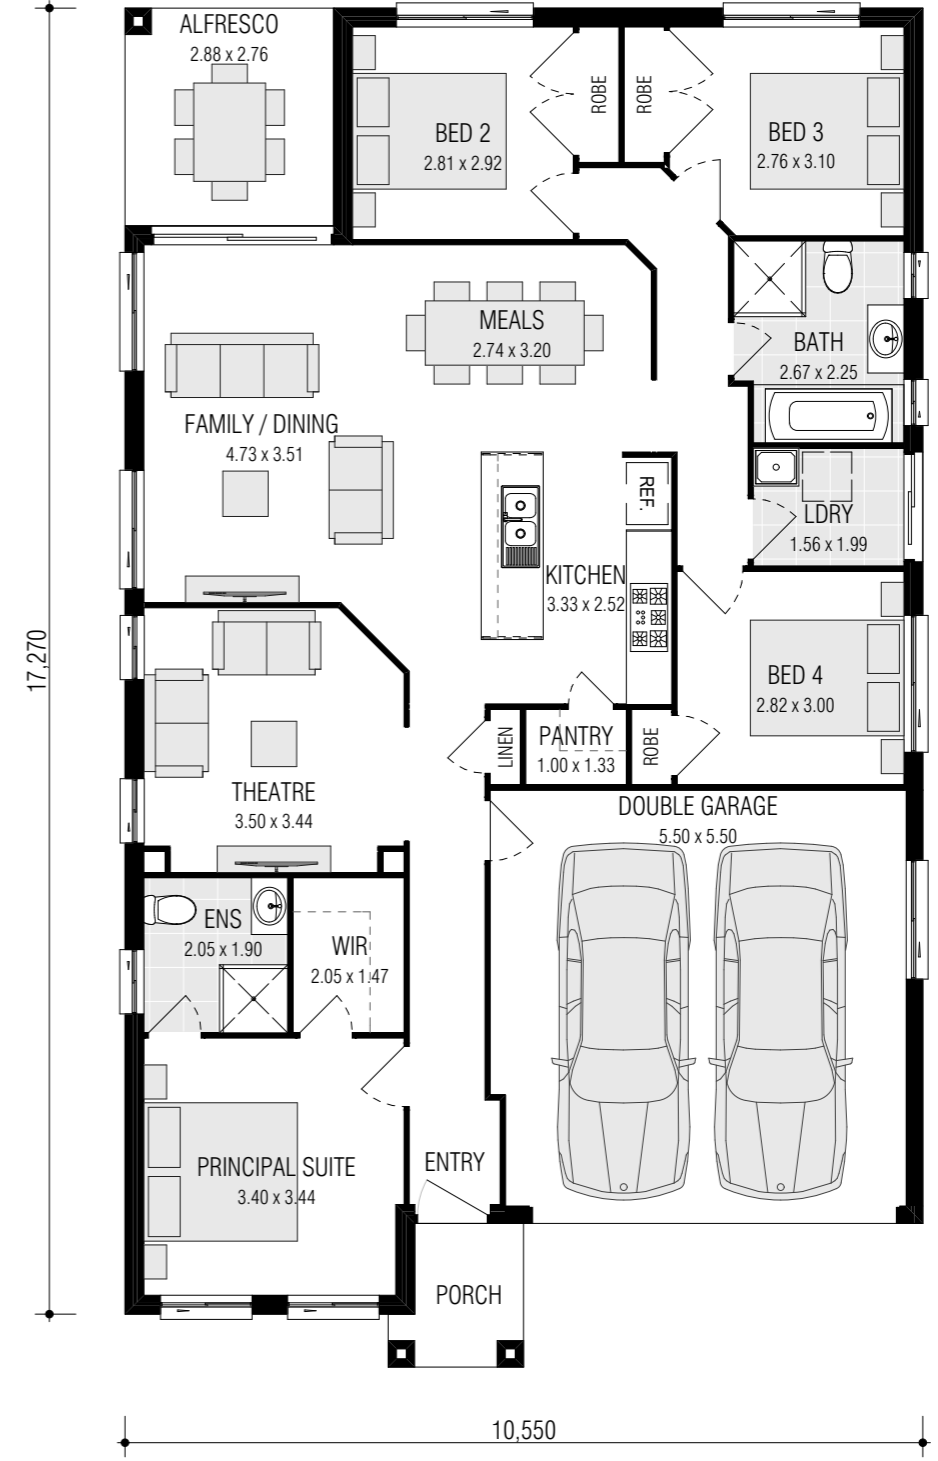 ALFRESCO
2.88 x 2.76
BED 2
2.81 x 2.92
ROBE
ROBE
BED 3
2.76 x 3.10
MEALS
2.74 x 3.20
BATH
2.67 x 2.25
FAMILY / DINING
4.73 x 3.51
REF.
LDRY
1.56 x 1.99
KITCHEN
3.33 x 2.52
17,270
BED 4
2.82 x 3.00
LINEN
PANTRY
1.00 x 1.33
ROBE
THEATRE
3.50 x 3.44
DOUBLE GARAGE
5.50 x 5.50
ENS
2.05 x 1.90
WIR
2.05 x 1.47
PRINCIPAL SUITE
3.40 x 3.44
ENTRY
PORCH
10,550